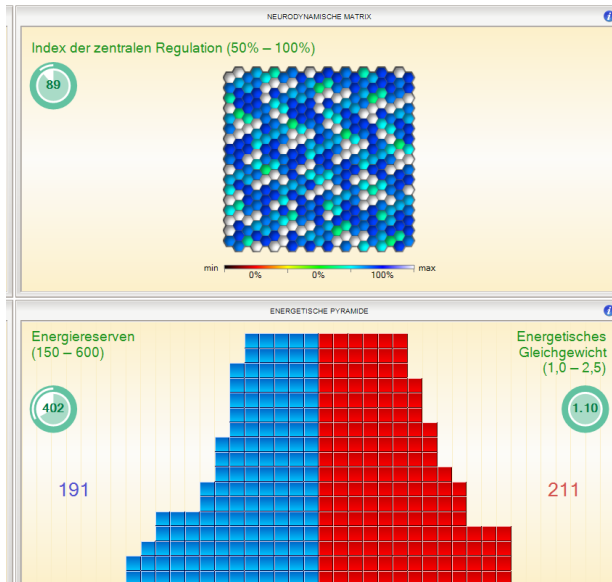 NEURODYNAMISCHE MATRIX
i
Index der zentralen Regulation (50% – 100%)
89
min
0%
0%
100%
max
ENERGETISCHE PYRAMIDE
i
Energiereserven
(150 – 600)
402
191
Energetisches
Gleichgewicht
(1,0 – 2,5)
1.10
211